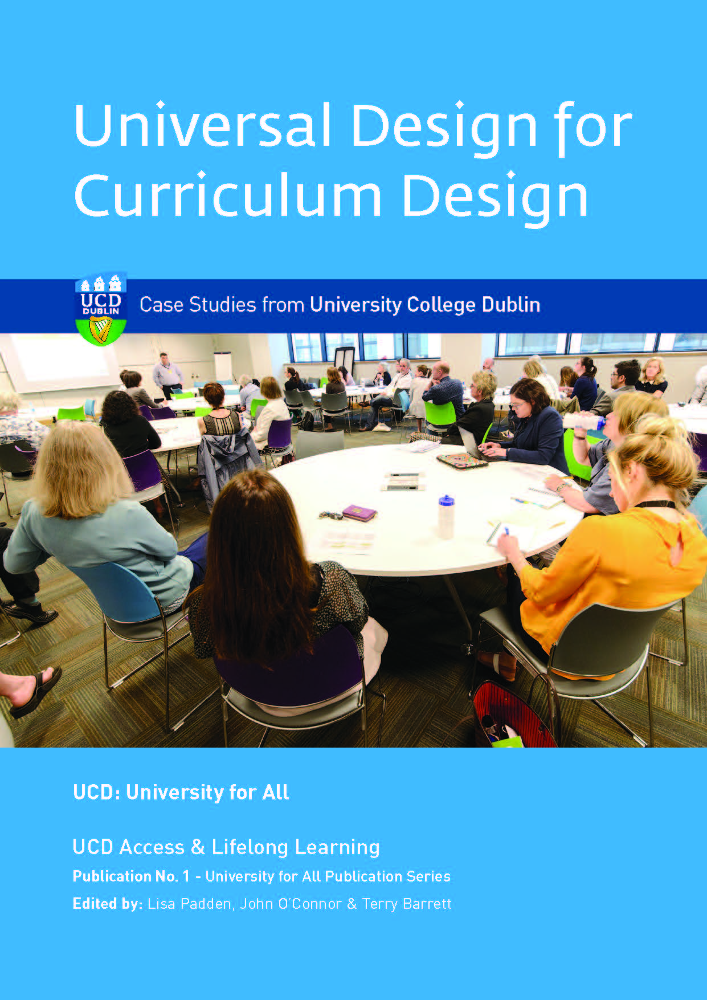 Universal Design for
Curriculum Design
UCD
DUBLIN
Case Studies from University College Dublin
UCD: University for All
UCD Access & Lifelong Learning
Publication No. 1 - University for All Publication Series
Edited by: Lisa Padden, John O'Connor & Terry Barrett